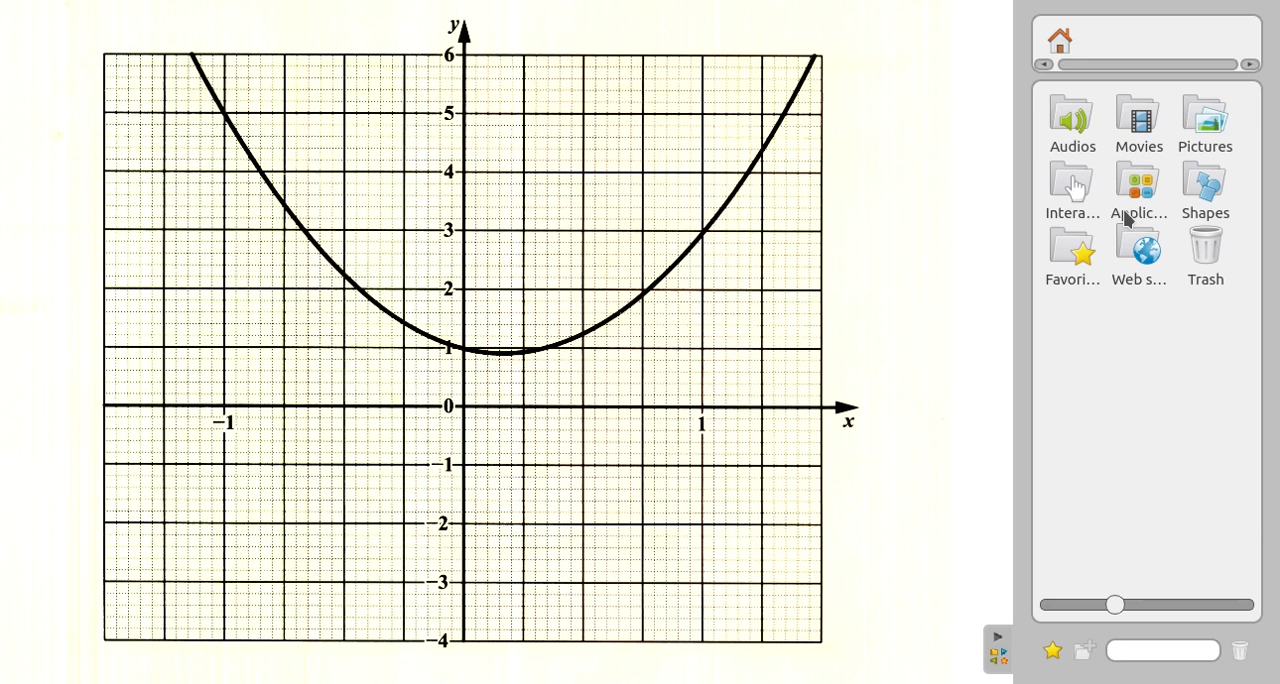 y
6
5
4
3
2
1
0
−1
1
x
−1
−2
−3
−4
Audios
Movies
Pictures
Intera...
Applic...
Shapes
Favori...
Web s...
Trash